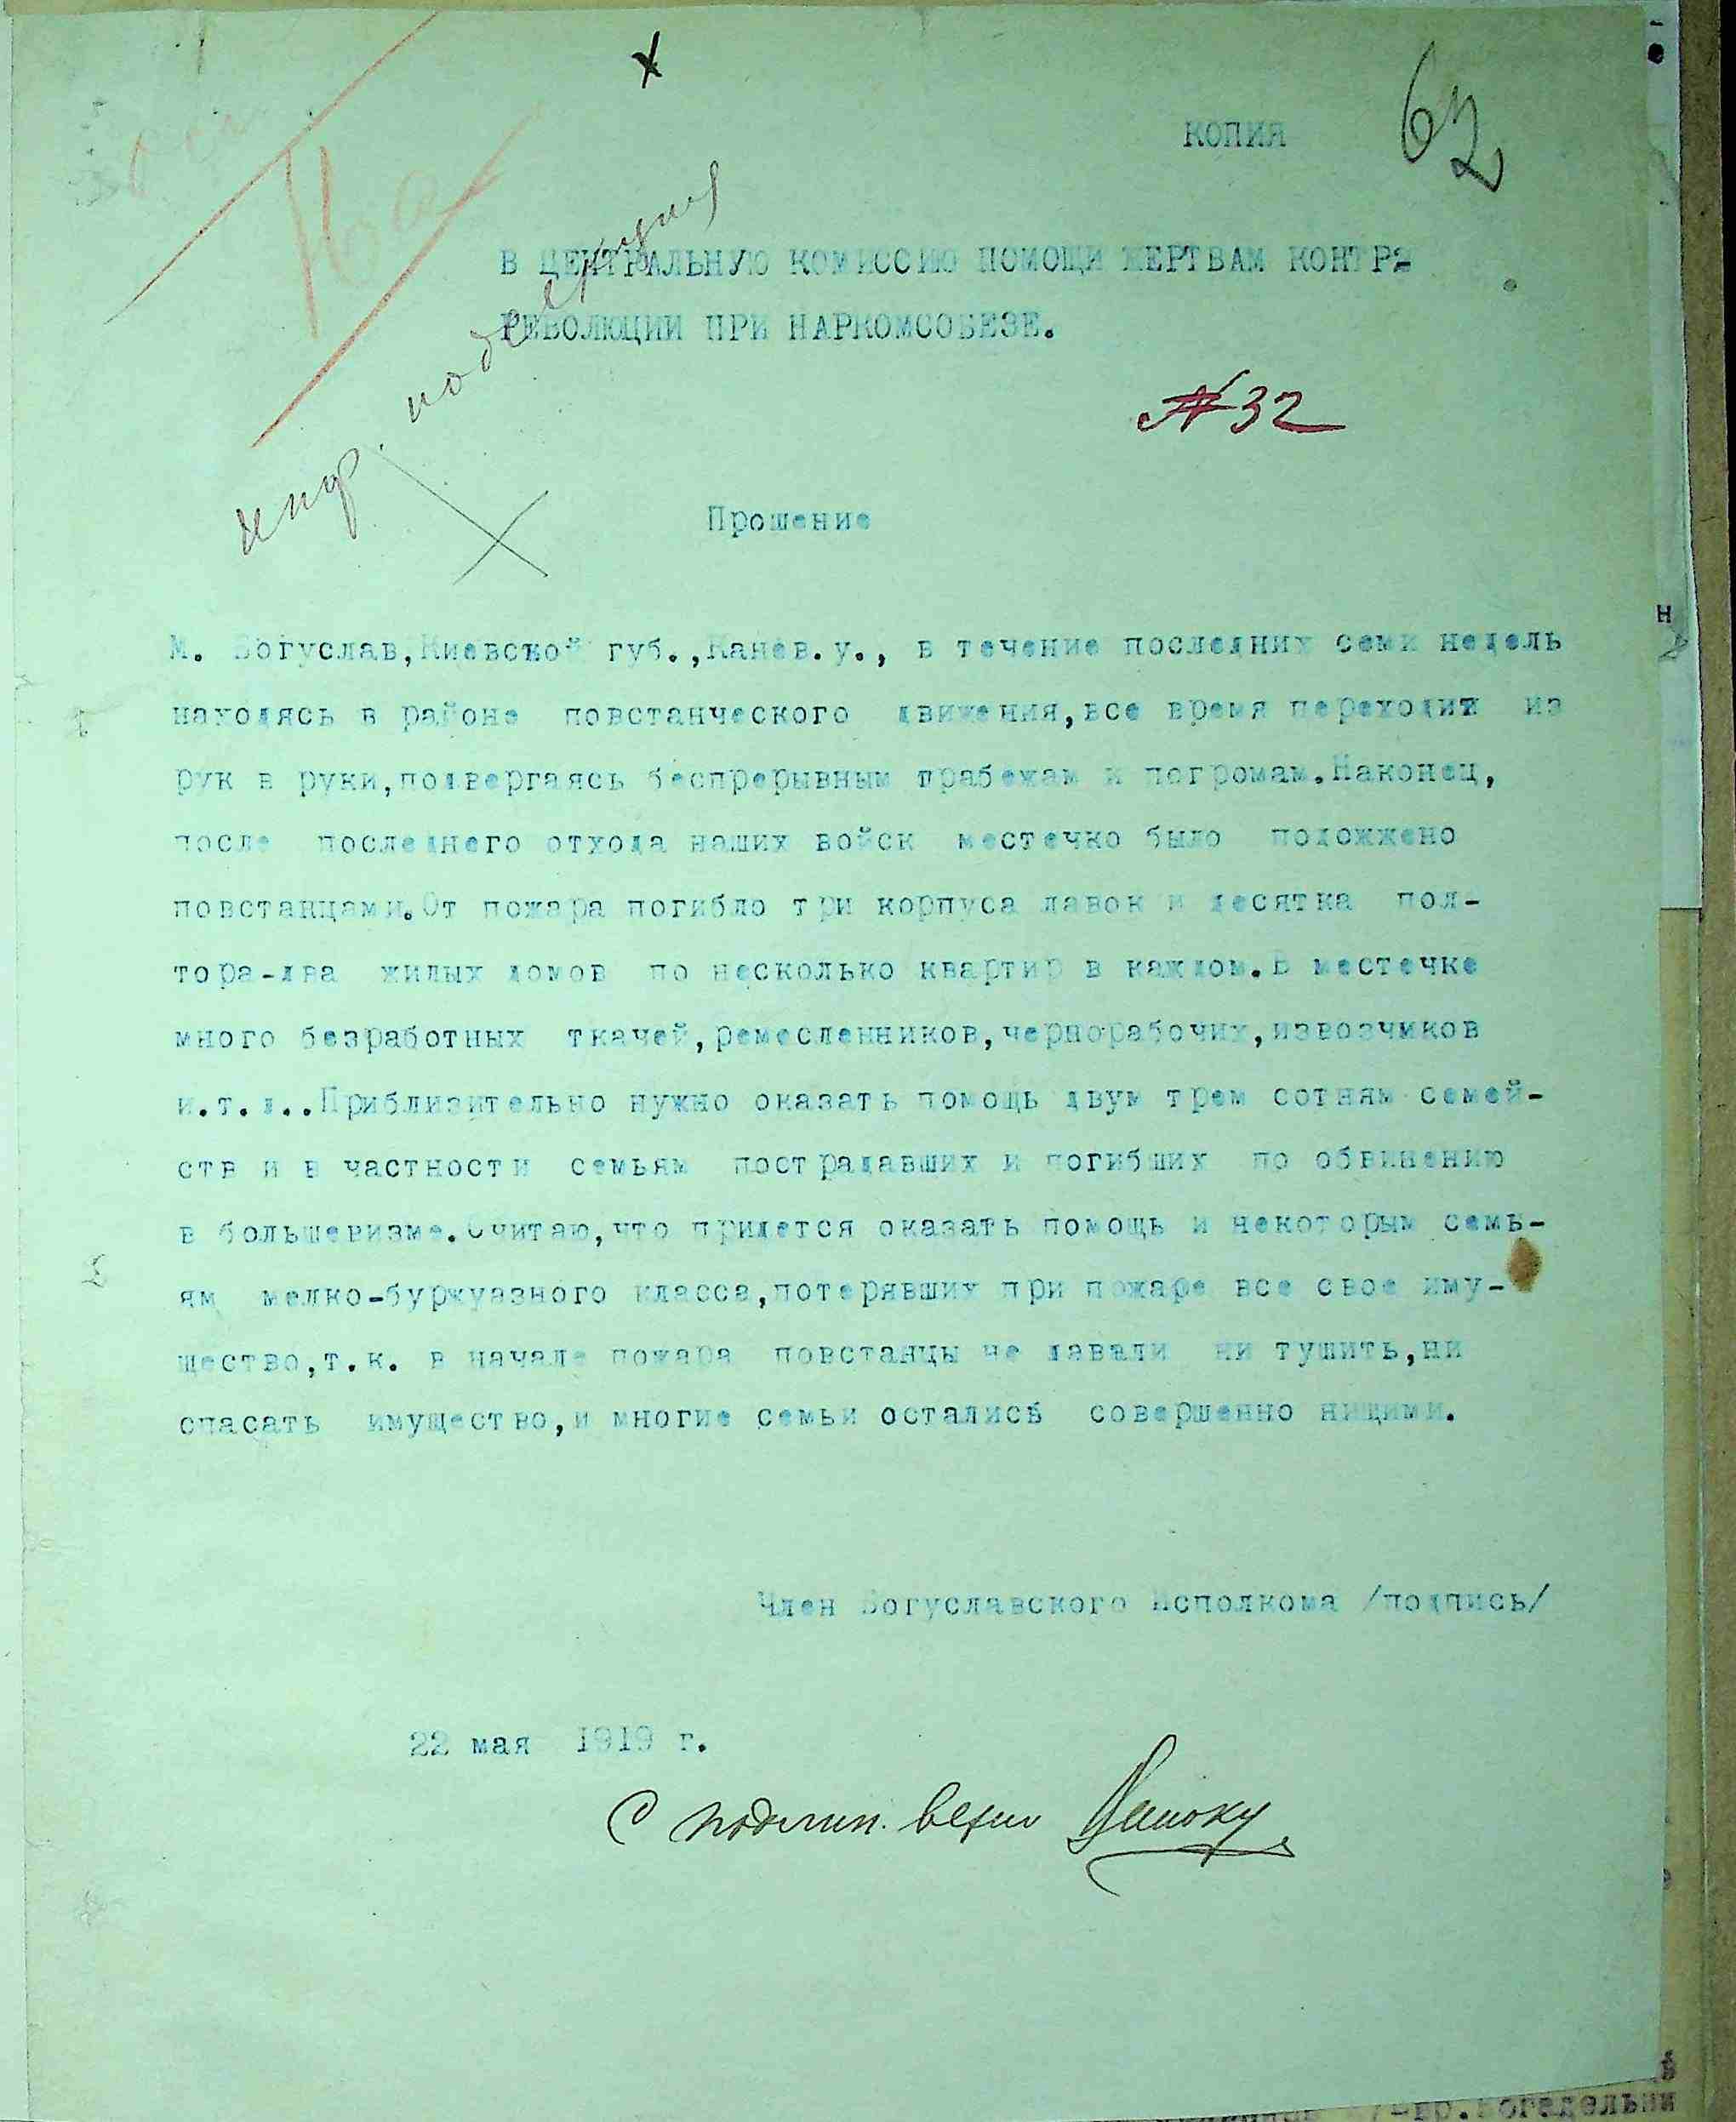 КОПИЯ
62
В ЦЕНТРАЛЬНУЮ КОМИССИЮ ПОМОЩИ ЖЕРТВАМ КОНТР-
РЕВОЛЮЦИИ ПРИ НАРКОМСОБЕЗЕ.
№ 32
Прошение
М. Богуслав,Киевской губ.,Канев.у., в течение последних семи недель
находясь в районе повстанческого движения,все время переходит из
рук в руки,подвергаясь беспрерывным грабежам и погромам.Наконец,
после последнего отхода наших войск местечко было подожжено
повстанцами.От пожара погибло три корпуса лавок и десятка пол-
тора-два жилых домов по несколько квартир в каждом.В местечке
много безработных ткачей,ремесленников,чернорабочих,извозчиков
и.т.д..Приблизительно нужно оказать помощь двум трем сотням семей-
ств и в частности семьям пострадавших и погибших по обвинению
в большевизме.Считаю,что придется оказать помощь и некоторым семь-
ям мелко-буржуазного класса,потерявших при пожаре все свое иму-
щество,т.к. в начале пожара повстанцы не давали ни тушить,ни
спасать имущество,и многие семьи остались совершенно нищими.
Член Богуславского Исполкома /подпись/
22 мая 1919 г.
С подлин. верно